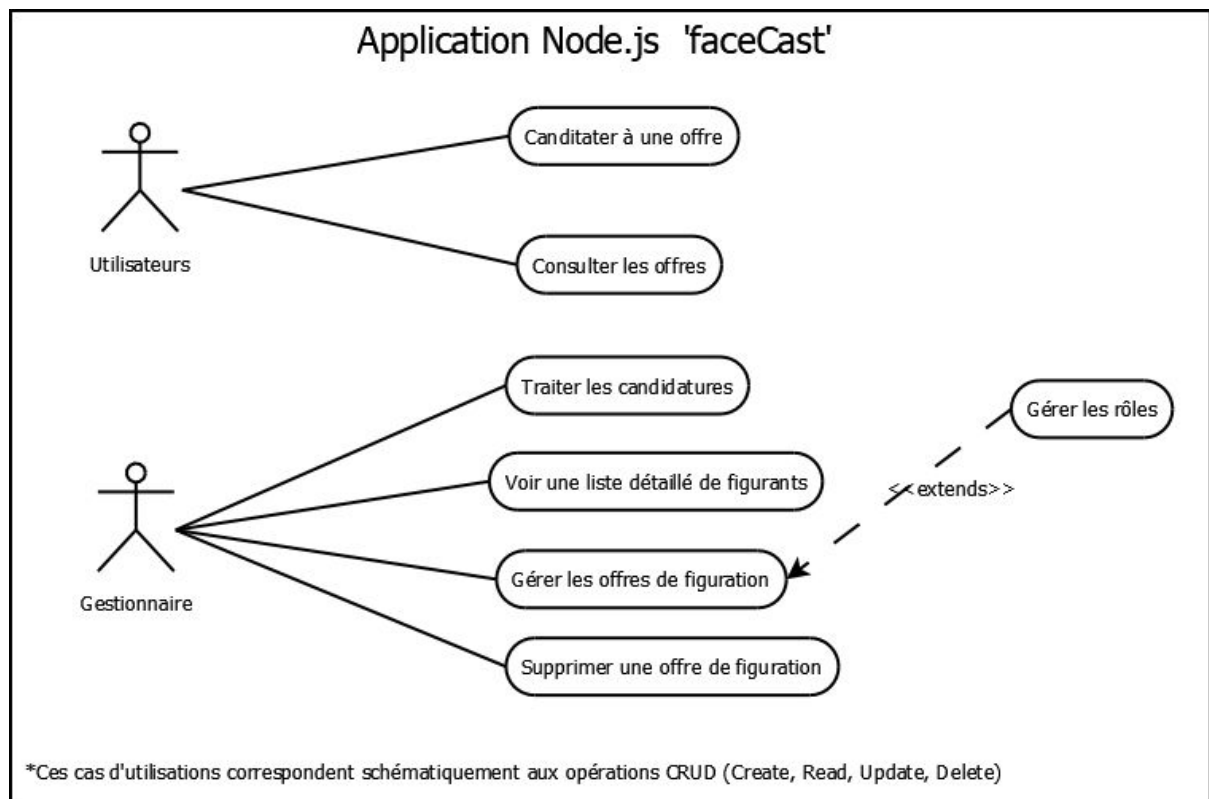 Application Node.js 'faceCast'
Canditater à une offre
Utilisateurs
Consulter les offres
Traiter les candidatures
Gérer les rôles
Voir une liste détaillé de figurants
<<extends>>
Gérer les offres de figuration
Gestionnaire
Supprimer une offre de figuration
*Ces cas d'utilisations correspondent schématiquement aux opérations CRUD (Create, Read, Update, Delete)